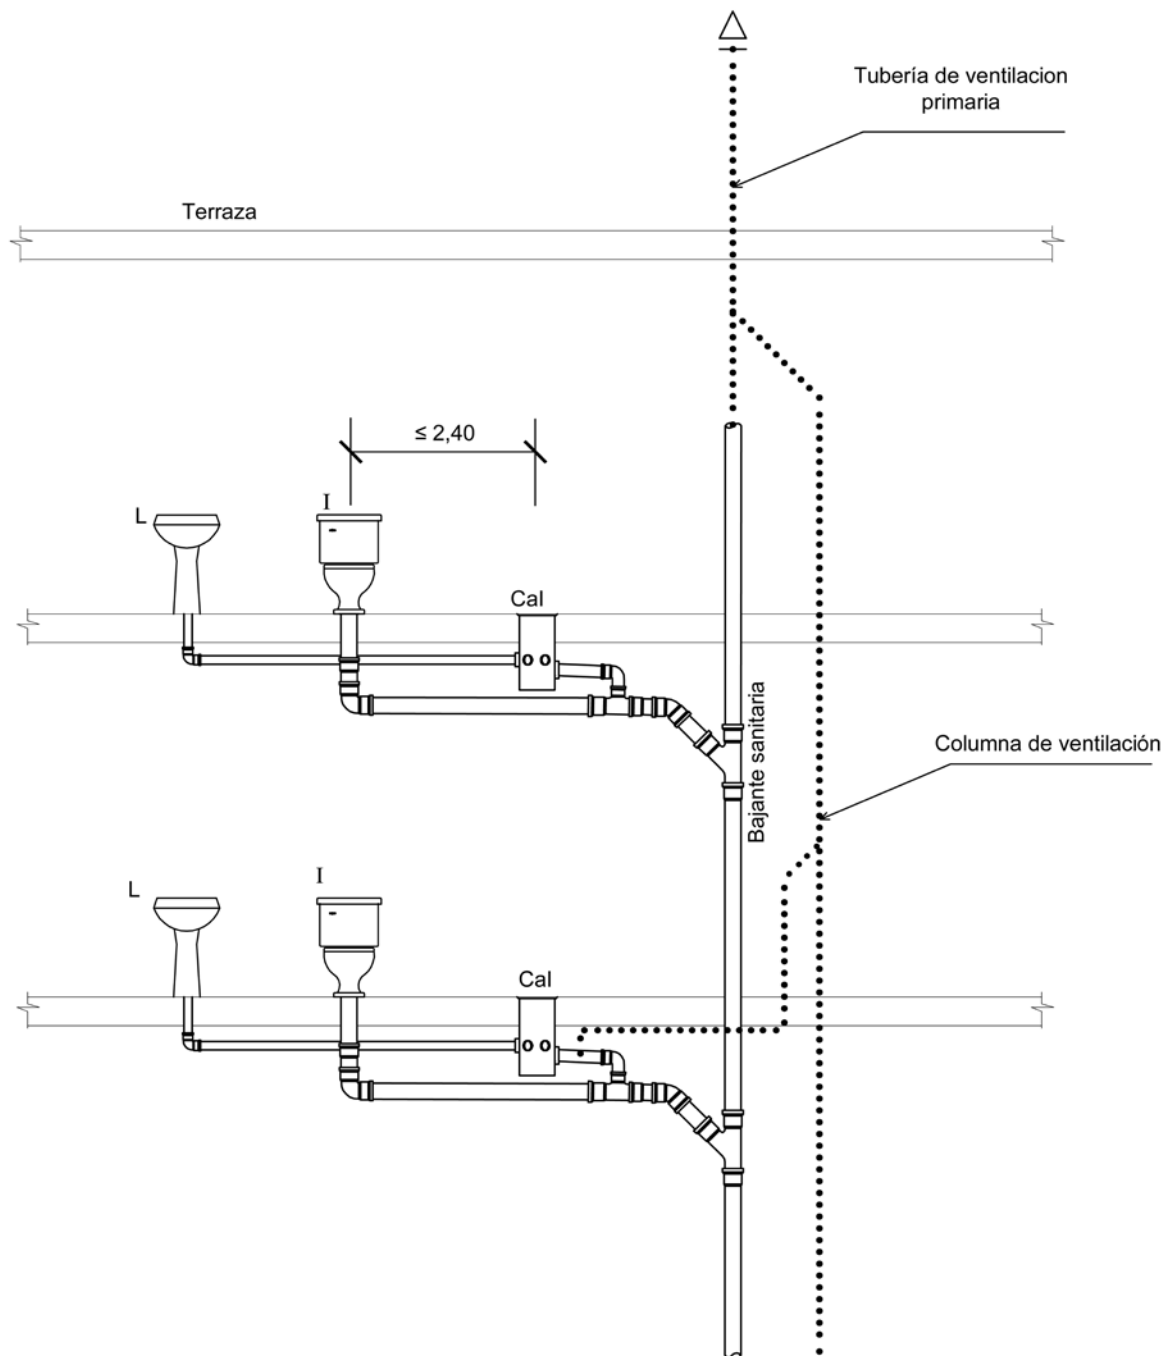 Tubería de ventilacion
primaria
Terraza
≤ 2,40
I
L
Cal
Bajante sanitaria
Columna de ventilación
I
L
Cal